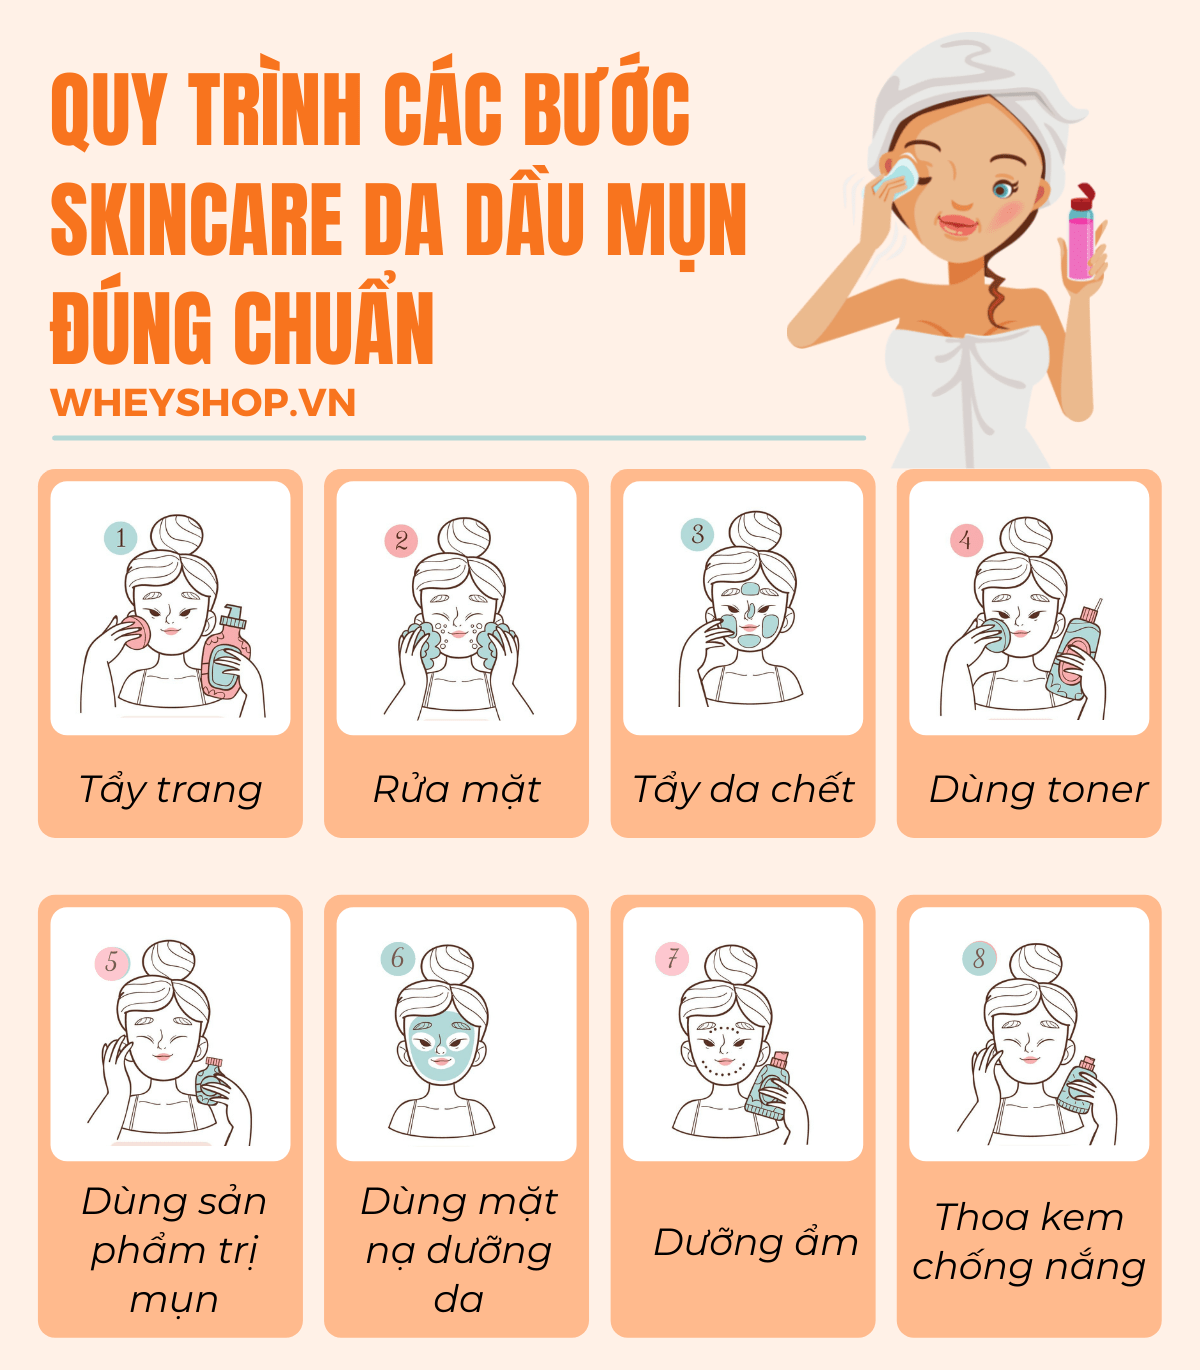 QUY TRÌNH CÁC BƯỚC
SKINCARE DA DẦU MỤN
ĐÚNG CHUẨN
WHEYSHOP.VN
1
2
3
4
Tẩy trang
Rửa mặt
Tẩy da chết
Dùng toner
5
6
7
8
Dùng sản
phẩm trị
mụn
Dùng mặt
nạ dưỡng
da
Dưỡng ẩm
Thoa kem
chống nắng